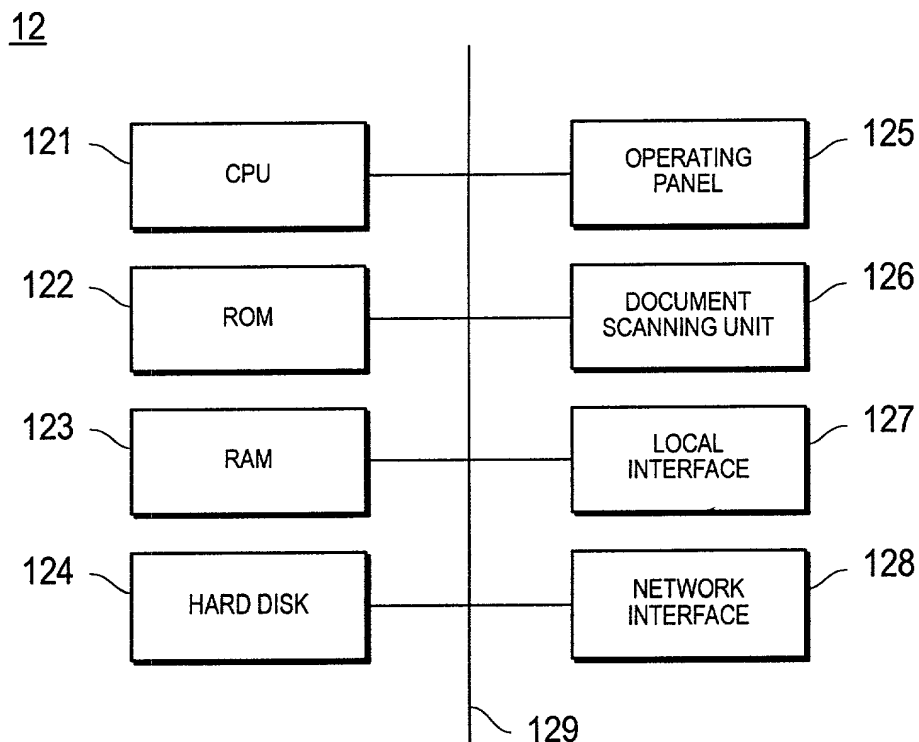 12
121
CPU
125
OPERATING
PANEL
122
ROM
126
DOCUMENT
SCANNING UNIT
123
RAM
127
LOCAL
INTERFACE
124
HARD DISK
128
NETWORK
INTERFACE
129